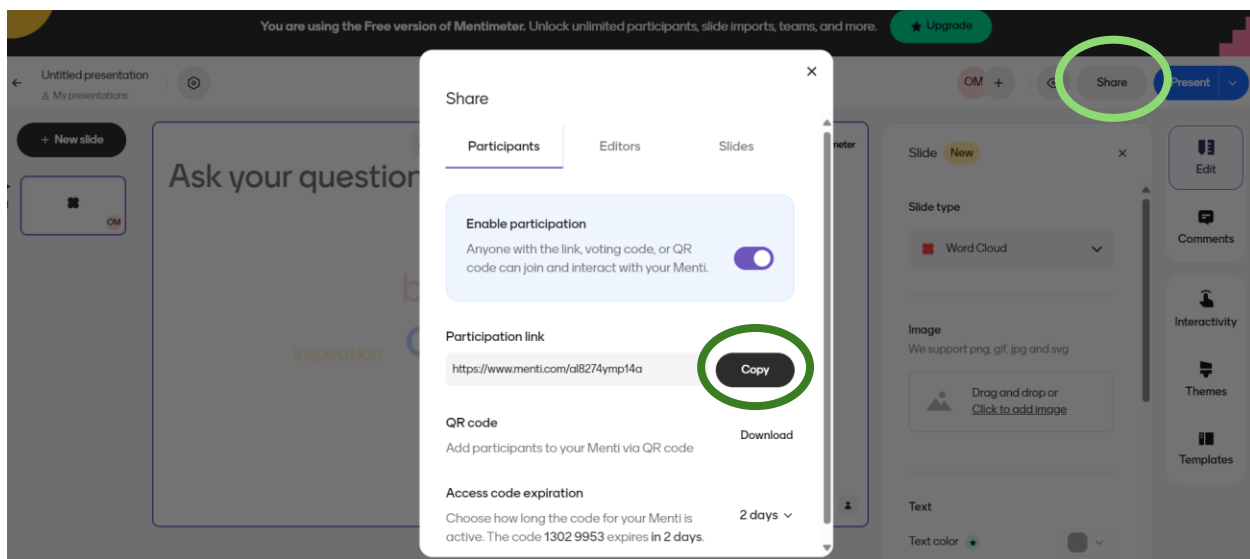 You are using the Free version of Mentimeter. Unlock unlimited participants, slide imports, teams, and more.
Upgrade
Untitled presentation
My presentations
OM +
Share
Present
+ New slide
OM
Ask your question
inspiration
Share
Participants
Editors
Slides
Enable participation
Anyone with the link, voting code, or QR
code can join and interact with your Menti.
Participation link
https://www.menti.com/al8274ymp14a
Copy
QR code
Add participants to your Menti via QR code
Download
Access code expiration
Choose how long the code for your Menti is
active. The code 1302 9953 expires in 2 days.
2 days
Slide New
Slide type
Word Cloud
Image
We support png, gif, jpg and svg
Drag and drop or
Click to add image
Text
Text color
Edit
Comments
Interactivity
Themes
Templates